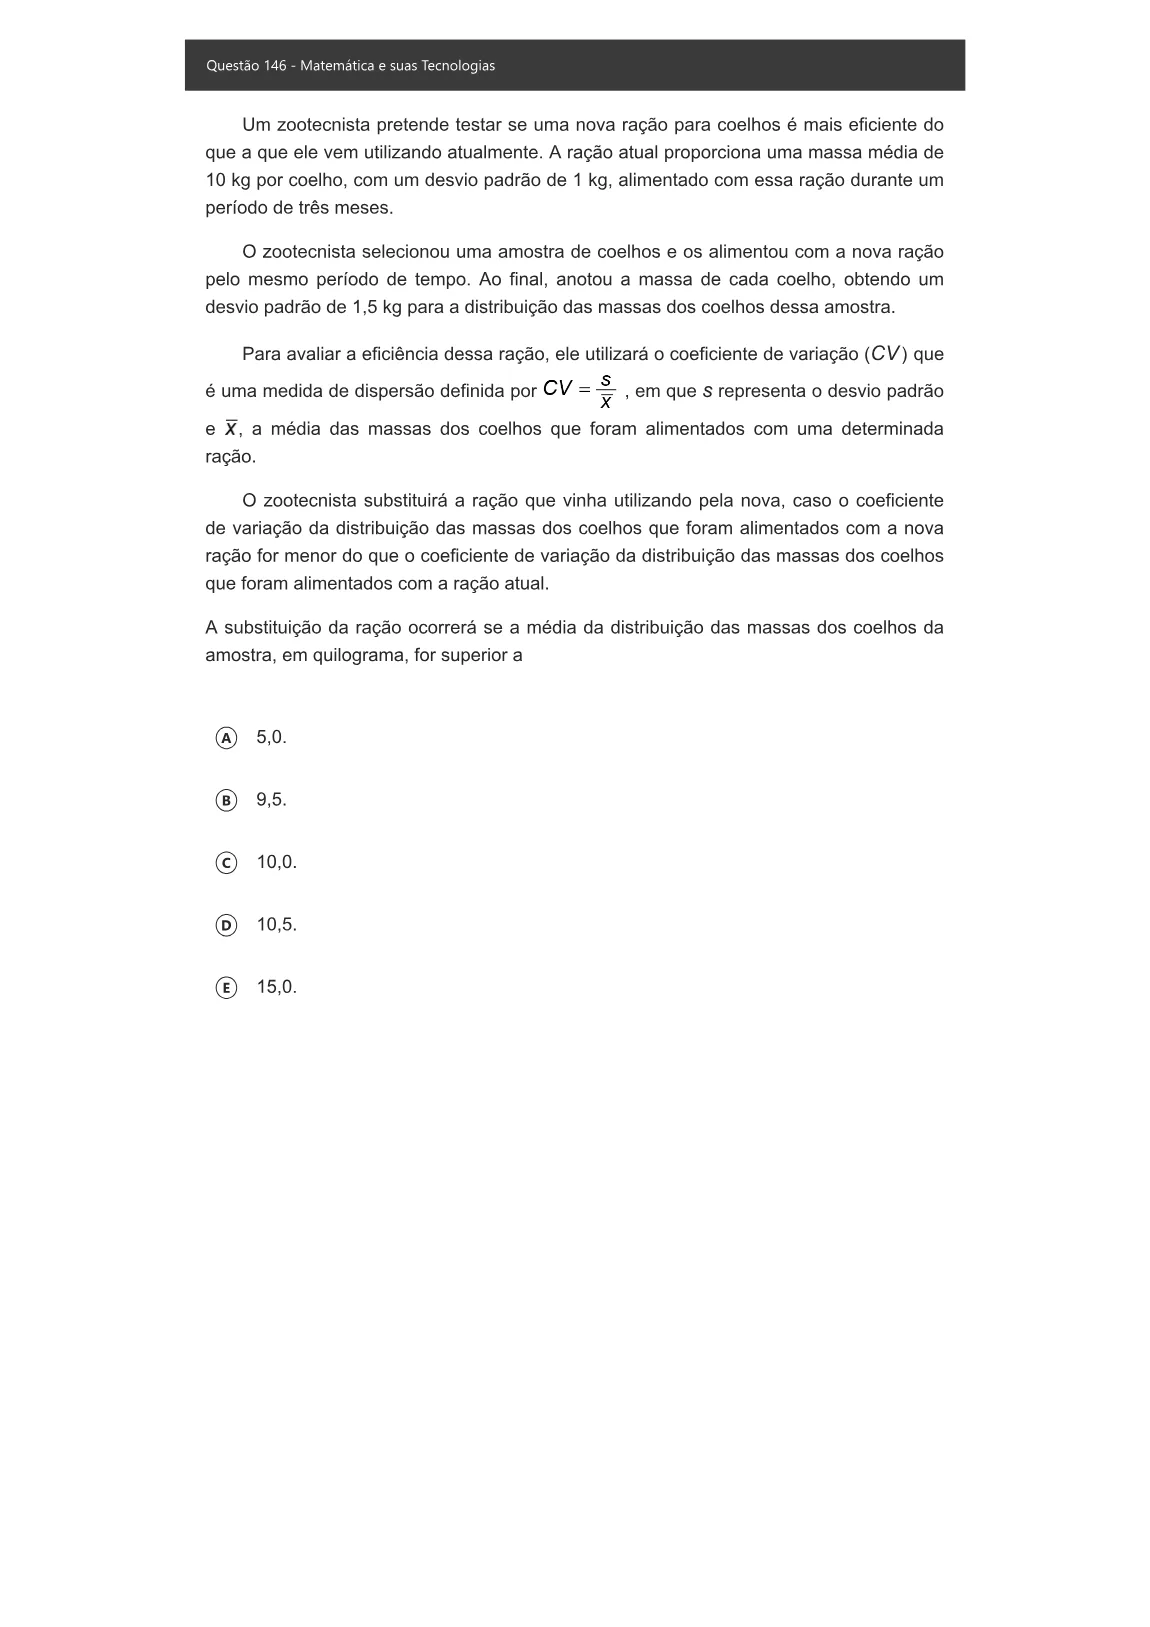 Questão 146 - Matemática e suas Tecnologias
Um zootecnista pretende testar se uma nova ração para coelhos é mais eficiente do
que a que ele vem utilizando atualmente. A ração atual proporciona uma massa média de
10 kg por coelho, com um desvio padrão de 1 kg, alimentado com essa ração durante um
período de três meses.
O zootecnista selecionou uma amostra de coelhos e os alimentou com a nova ração
pelo mesmo período de tempo. Ao final, anotou a massa de cada coelho, obtendo um
desvio padrão de 1,5 kg para a distribuição das massas dos coelhos dessa amostra.
Para avaliar a eficiência dessa ração, ele utilizará o coeficiente de variação (CV) que
é uma medida de dispersão definida por CV = s/x̅ , em que s representa o desvio padrão
e x̅, a média das massas dos coelhos que foram alimentados com uma determinada
ração.
O zootecnista substituirá a ração que vinha utilizando pela nova, caso o coeficiente
de variação da distribuição das massas dos coelhos que foram alimentados com a nova
ração for menor do que o coeficiente de variação da distribuição das massas dos coelhos
que foram alimentados com a ração atual.
A substituição da ração ocorrerá se a média da distribuição das massas dos coelhos da
amostra, em quilograma, for superior a
A 5,0.
B 9,5.
C 10,0.
D 10,5.
E 15,0.